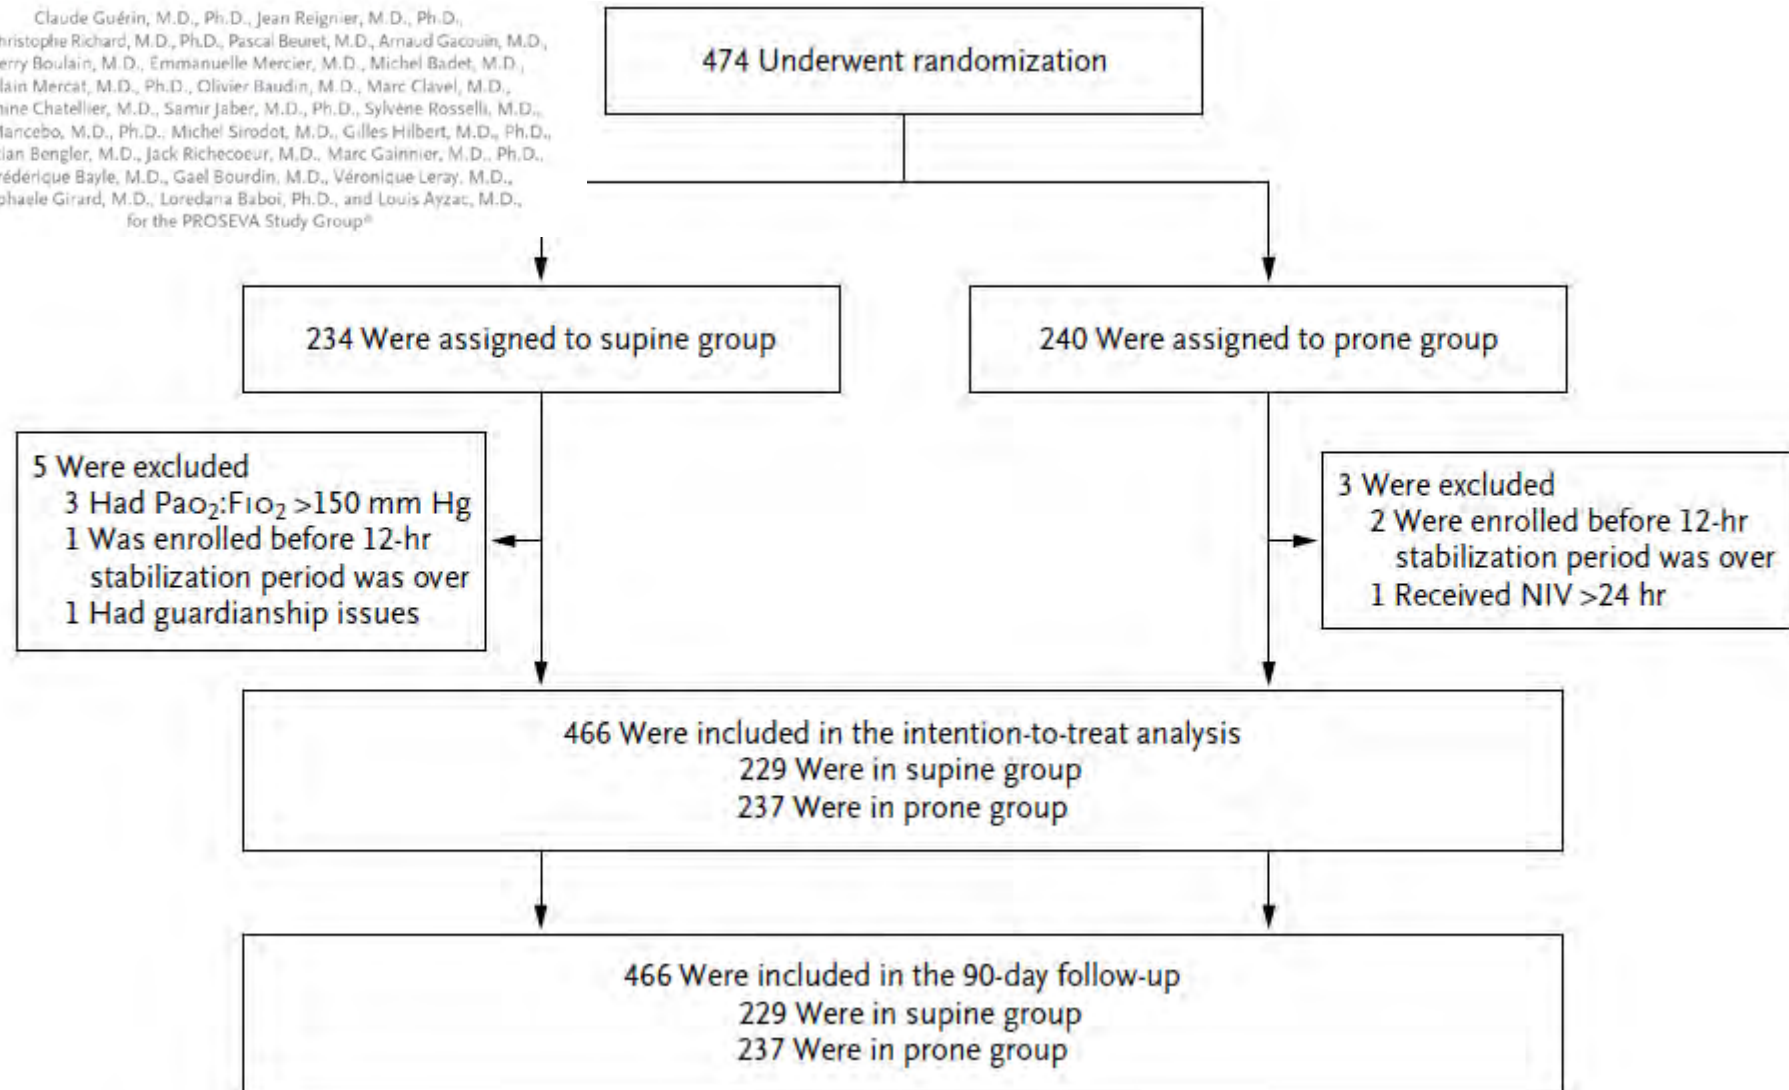 Claude Guérin, M.D., Ph.D., Jean Reignier, M.D., Ph.D.,
Richard, M.D., Ph.D., Pascal Beuret, M.D., Arnaud Gacouin, M.D.,
Boulain, M.D., Emmanuelle Mercier, M.D., Michel Badet, M.D.,
Mercat, M.D., Ph.D., Olivier Baudin, M.D., Marc Clavel, M.D.,
Chatellier, M.D., Samir Jaber, M.D., Ph.D., Sylvène Rosselli, M.D.,
Mancebo, M.D., Ph.D., Michel Sirodot, M.D., Gilles Hilbert, M.D., Ph.D.,
Bengler, M.D., Jack Richecoeur, M.D., Marc Gainnier, M.D., Ph.D.,
Bayle, M.D., Gael Bourdin, M.D., Véronique Leray, M.D.,
Girard, M.D., Loredana Baboi, Ph.D., and Louis Ayzac, M.D.,
for the PROSEVA Study Group*
474 Underwent randomization
234 Were assigned to supine group
240 Were assigned to prone group
5 Were excluded
3 Had Pao₂:Fio₂ >150 mm Hg
1 Was enrolled before 12-hr
stabilization period was over
1 Had guardianship issues
3 Were excluded
2 Were enrolled before 12-hr
stabilization period was over
1 Received NIV >24 hr
466 Were included in the intention-to-treat analysis
229 Were in supine group
237 Were in prone group
466 Were included in the 90-day follow-up
229 Were in supine group
237 Were in prone group